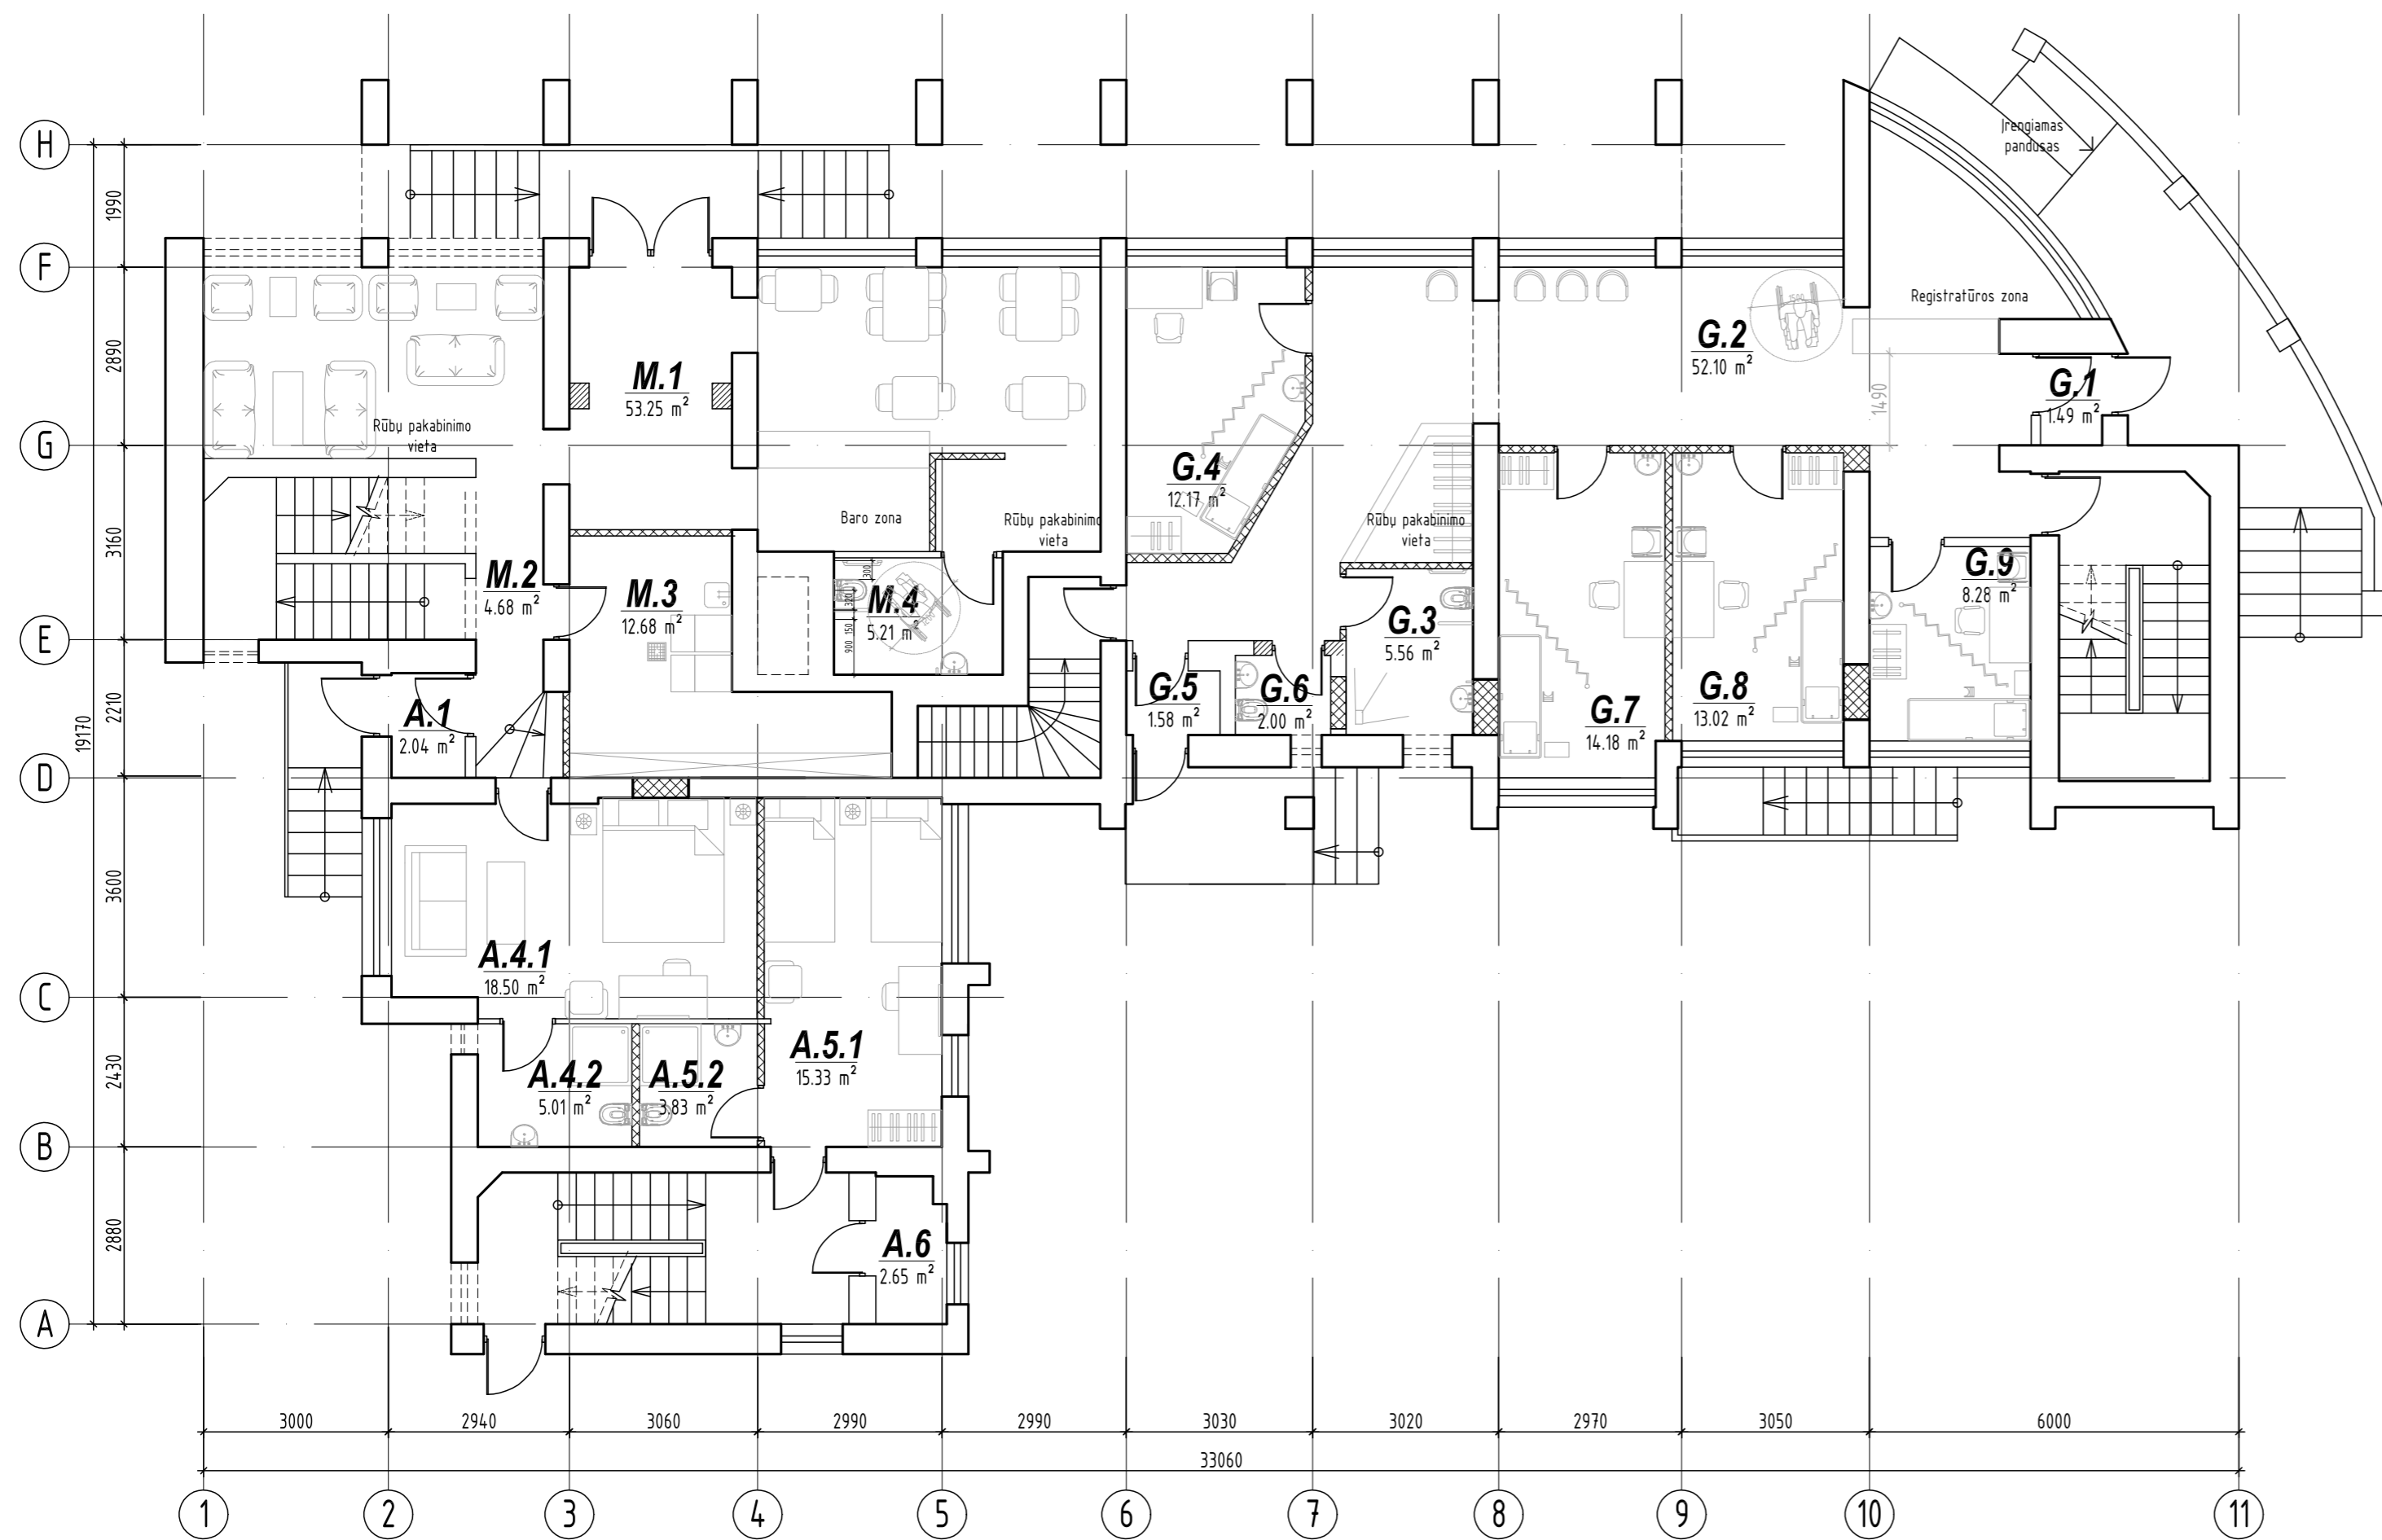 H
F
G
E
D
C
B
A
1990
2890
3160
2210
3600
2430
2880
19170
Įrengiamas
pandusas
Registratūros zona
M.1
53.25 m²
G.2
52.10 m²
G.1
1.49 m²
1490
Rūbų pakabinimo
vieta
G.4
12.17 m²
Baro zona
Rūbų pakabinimo
vieta
Rūbų pakabinimo
vieta
M.2
4.68 m²
M.3
12.68 m²
300
320
150
900
M.4
5.21 m²
G.3
5.56 m²
G.9
8.28 m²
A.1
2.04 m²
G.5
1.58 m²
G.6
2.00 m²
G.7
14.18 m²
G.8
13.02 m²
A.4.1
18.50 m²
A.4.2
5.01 m²
A.5.2
3.83 m²
A.5.1
15.33 m²
A.6
2.65 m²
3000
2940
3060
2990
2990
3030
3020
2970
3050
6000
33060
1
2
3
4
5
6
7
8
9
10
11